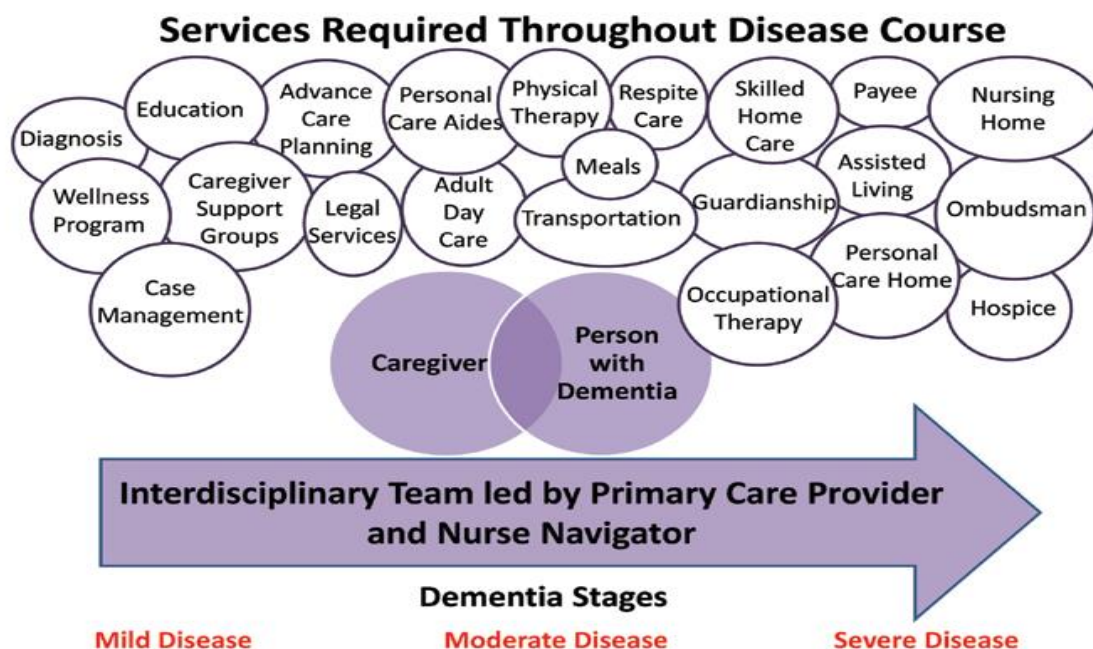 Services Required Throughout Disease Course
Diagnosis
Education
Advance
Care
Planning
Personal
Care Aides
Physical
Therapy
Respite
Care
Skilled
Home
Care
Payee
Nursing
Home
Wellness
Program
Caregiver
Support
Groups
Legal
Services
Adult
Day
Care
Meals
Transportation
Guardianship
Assisted
Living
Ombudsman
Case
Management
Occupational
Therapy
Personal
Care Home
Hospice
Caregiver
Person
with
Dementia
Interdisciplinary Team led by Primary Care Provider
and Nurse Navigator
Dementia Stages
Mild Disease
Moderate Disease
Severe Disease